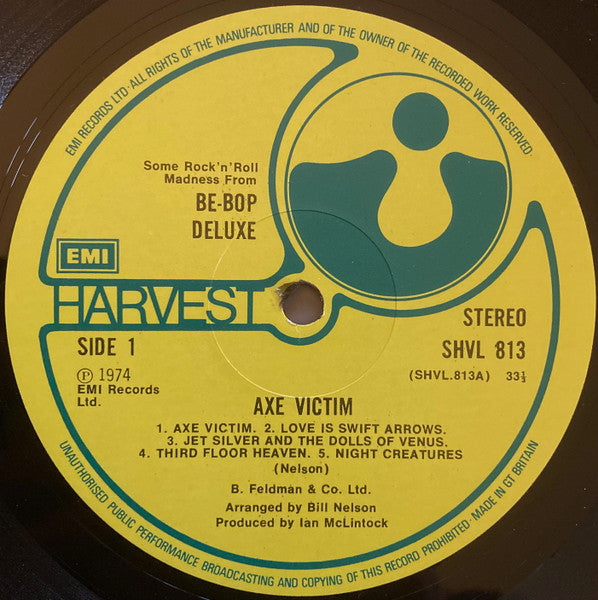 EMI RECORDS LTD · ALL RIGHTS OF THE MANUFACTURER AND OF THE OWNER OF THE RECORDED WORK RESERVED·
Some Rock'n'Roll
Madness From
BE-BOP
DELUXE
EMI
HARVEST
SIDE 1
℗ 1974
EMI Records
Ltd.
STEREO
SHVL 813
(SHVL.813A) 33⅓
AXE VICTIM
1. AXE VICTIM. 2. LOVE IS SWIFT ARROWS.
3. JET SILVER AND THE DOLLS OF VENUS.
4. THIRD FLOOR HEAVEN. 5. NIGHT CREATURES
(Nelson)
B. Feldman & Co. Ltd.
Arranged by Bill Nelson
Produced by Ian McLintock
UNAUTHORISED PUBLIC PERFORMANCE BROADCASTING AND COPYING OF THIS RECORD PROHIBITED · MADE IN GT BRITAIN